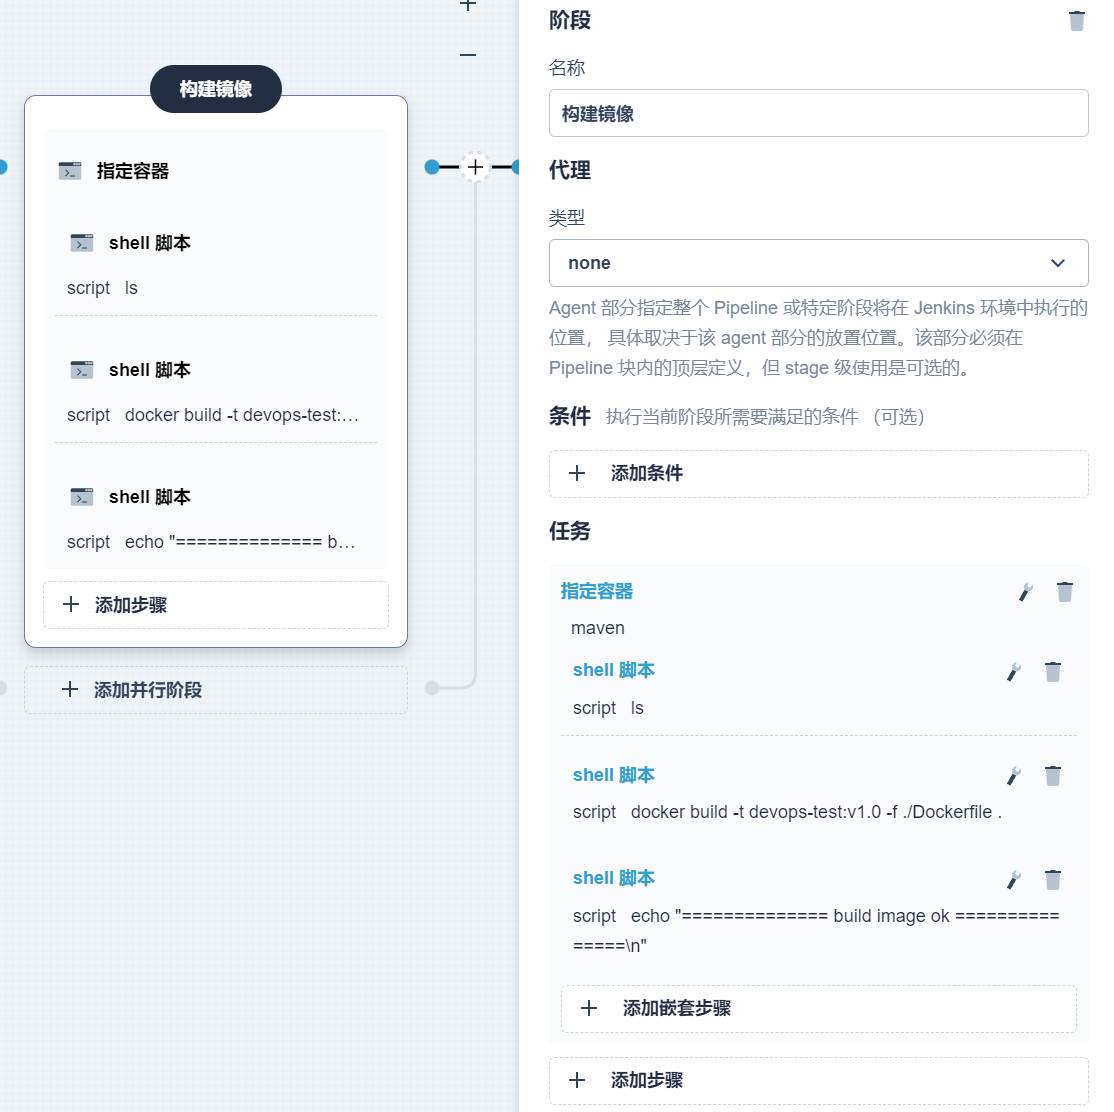 构建镜像
指定容器
shell 脚本
script ls
shell 脚本
script docker build -t devops-test:…
shell 脚本
script echo "============== b…
添加步骤
添加并行阶段
阶段
名称
构建镜像
代理
类型
none
Agent 部分指定整个 Pipeline 或特定阶段将在 Jenkins 环境中执行的
位置， 具体取决于该 agent 部分的放置位置。该部分必须在
Pipeline 块内的顶层定义，但 stage 级使用是可选的。
条件 执行当前阶段所需要满足的条件 （可选）
添加条件
任务
指定容器
maven
shell 脚本
script ls
shell 脚本
script docker build -t devops-test:v1.0 -f ./Dockerfile .
shell 脚本
script echo "============== build image ok ==========
=====\n"
添加嵌套步骤
添加步骤